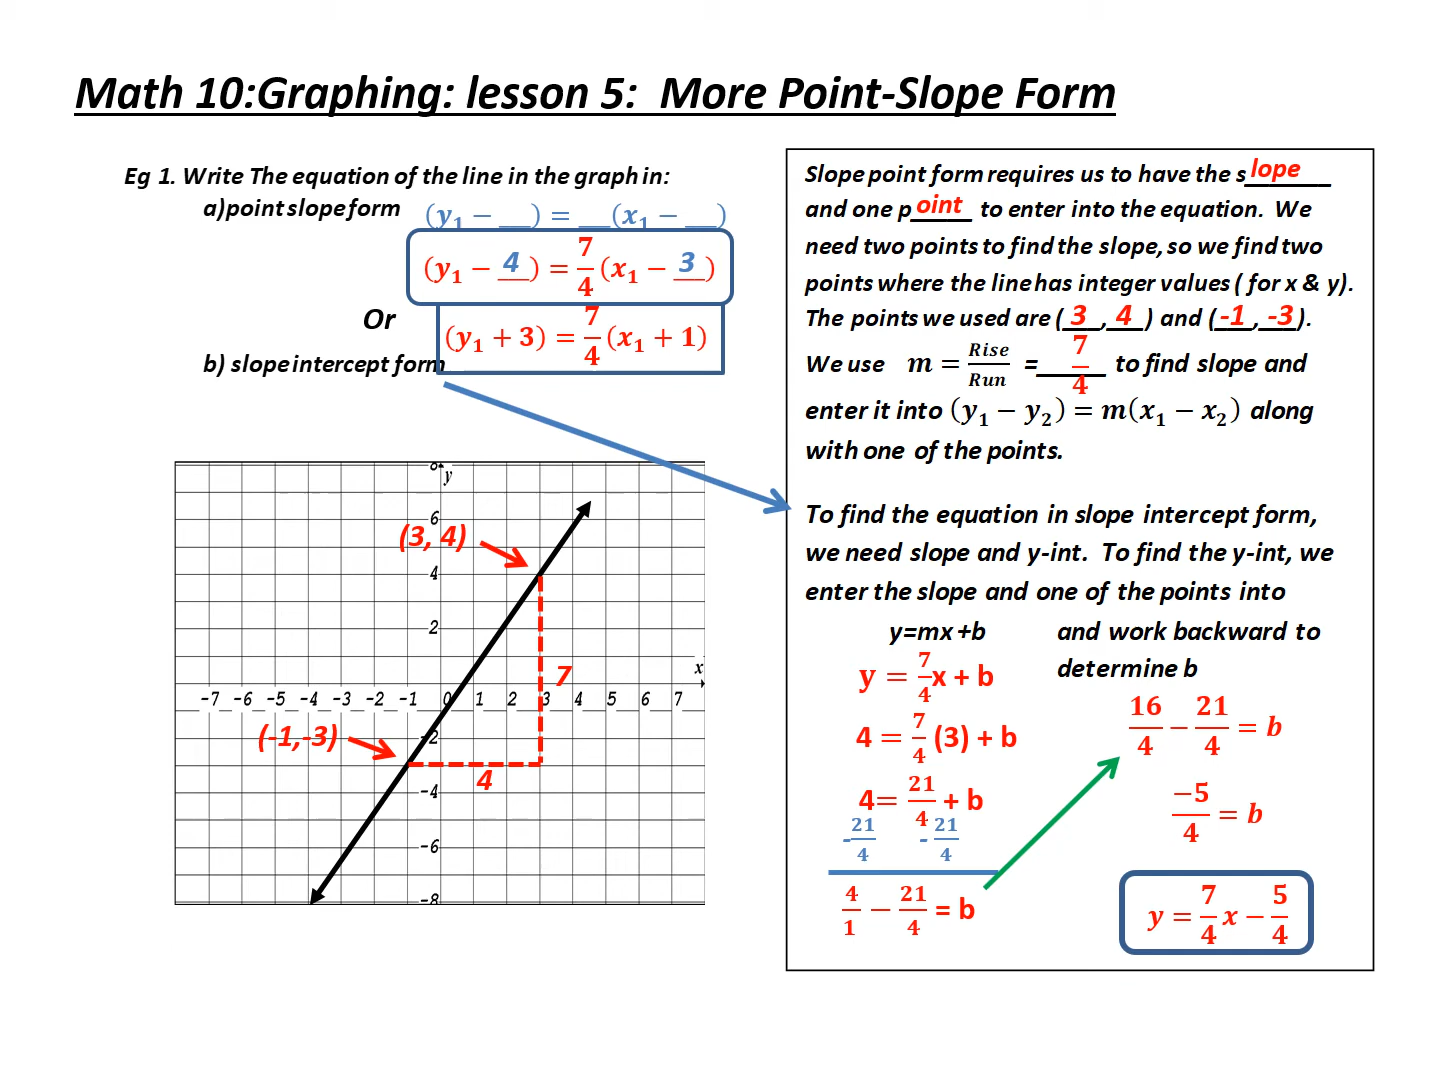 Math 10:Graphing: lesson 5: More Point-Slope Form
Eg 1. Write The equation of the line in the graph in:
a)point slope form (y₁ − __) = __(x₁ − __)
(y₁ − 4) = 7/4 (x₁ − 3)
Or
(y₁ + 3) = 7/4 (x₁ + 1)
b) slope intercept form
8 y
6
(3, 4)
4
2
7
x
-7 -6 -5 -4 -3 -2 -1 0 1 2 3 4 5 6 7
(-1,-3)
-2
4
-4
-6
-8
Slope point form requires us to have the slope
and one point to enter into the equation. We
need two points to find the slope, so we find two
points where the line has integer values ( for x & y).
The points we used are ( 3 , 4 ) and ( -1 , -3 ).
We use m = Rise/Run = 7/4 to find slope and
enter it into (y₁ − y₂) = m(x₁ − x₂) along
with one of the points.
To find the equation in slope intercept form,
we need slope and y-int. To find the y-int, we
enter the slope and one of the points into
y=mx +b and work backward to
determine b
y = 7/4 x + b
4 = 7/4 (3) + b
4= 21/4 + b
-21/4 - 21/4
4/1 − 21/4 = b
16/4 − 21/4 = b
−5/4 = b
y = 7/4 x − 5/4